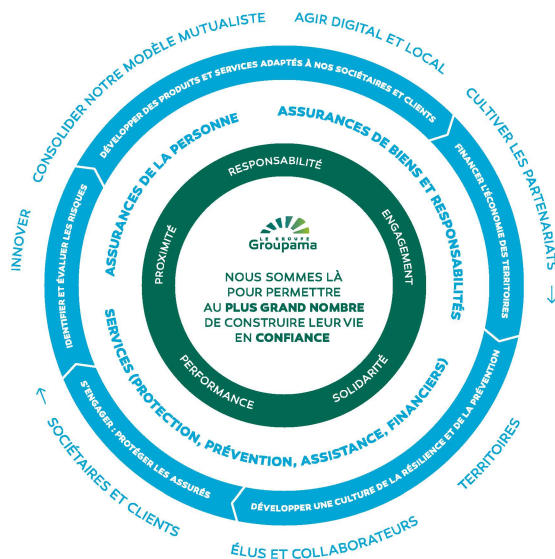 INNOVER
CONSOLIDER NOTRE MODÈLE MUTUALISTE
AGIR DIGITAL ET LOCAL
CULTIVER LES PARTENARIATS →
TERRITOIRES
ÉLUS ET COLLABORATEURS
SOCIÉTAIRES ET CLIENTS →
IDENTIFIER ET ÉVALUER LES RISQUES
DÉVELOPPER DES PRODUITS ET SERVICES ADAPTÉS À NOS SOCIÉTAIRES ET CLIENTS
FINANCER L'ÉCONOMIE DES TERRITOIRES
DÉVELOPPER UNE CULTURE DE LA RÉSILIENCE ET DE LA PRÉVENTION
S'ENGAGER : PROTÉGER LES ASSURÉS
ASSURANCES DE LA PERSONNE
ASSURANCES DE BIENS ET RESPONSABILITÉS
SERVICES (PROTECTION, PRÉVENTION, ASSISTANCE, FINANCIERS)
PROXIMITÉ
RESPONSABILITÉ
ENGAGEMENT
SOLIDARITÉ
PERFORMANCE
LE GROUPE
Groupama
NOUS SOMMES LÀ
POUR PERMETTRE
AU PLUS GRAND NOMBRE
DE CONSTRUIRE LEUR VIE
EN CONFIANCE